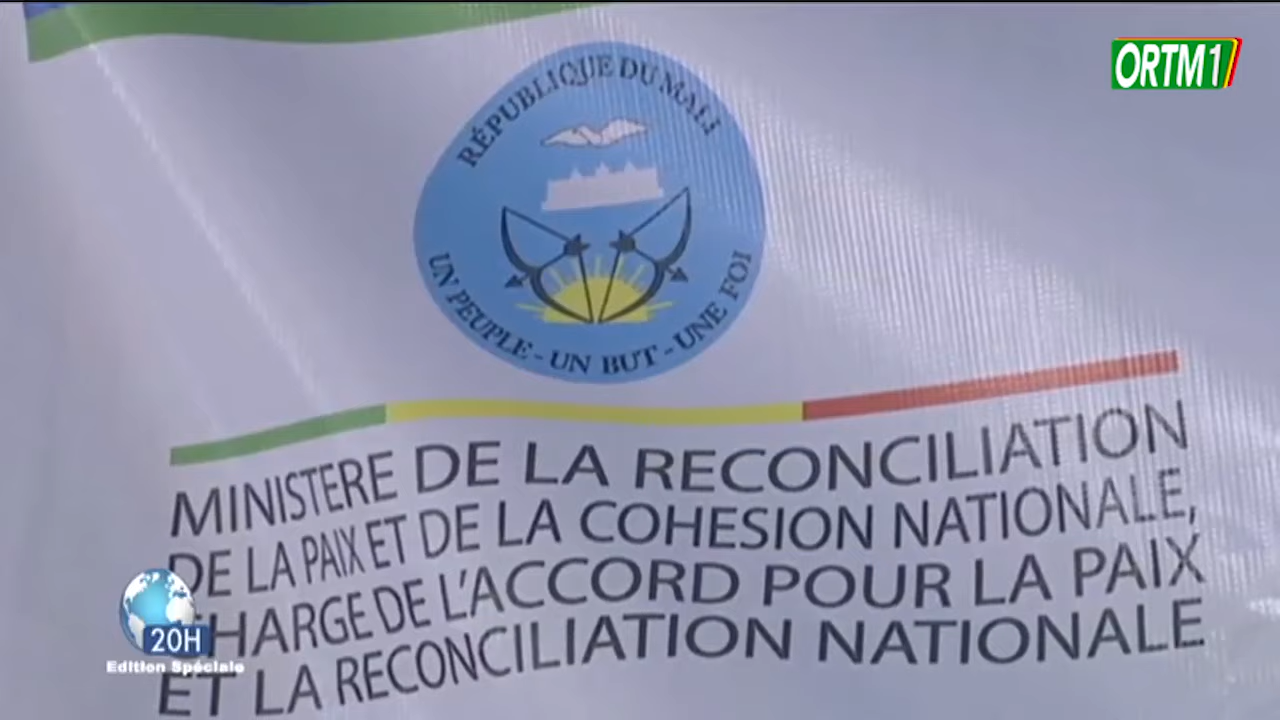 ORTM1
RÉPUBLIQUE DU MALI
UN PEUPLE - UN BUT - UNE FOI
MINISTERE DE LA RECONCILIATION
DE LA PAIX ET DE LA COHESION NATIONALE,
CHARGE DE L'ACCORD POUR LA PAIX
ET LA RECONCILIATION NATIONALE
20H
Edition Spéciale